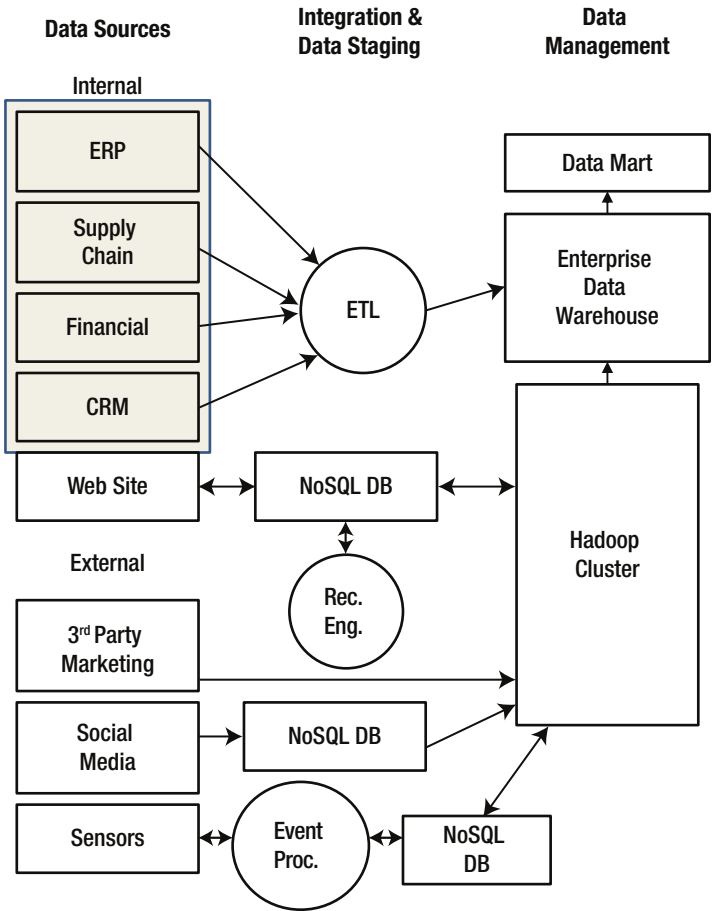 Data Sources
Integration &
Data Staging
Data
Management
Internal
ERP
Supply
Chain
Financial
CRM
Web Site
External
3rd Party
Marketing
Social
Media
Sensors
ETL
NoSQL DB
Rec.
Eng.
NoSQL DB
Event
Proc.
NoSQL
DB
Data Mart
Enterprise
Data
Warehouse
Hadoop
Cluster